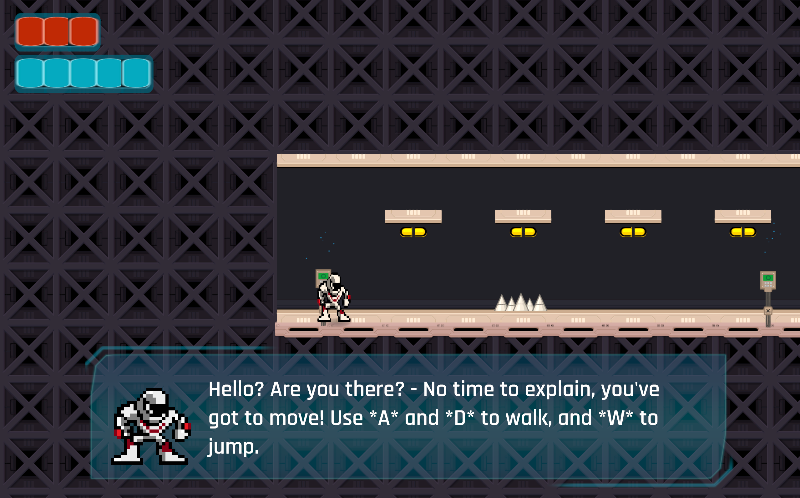 Hello? Are you there? - No time to explain, you've
got to move! Use *A* and *D* to walk, and *W* to
jump.